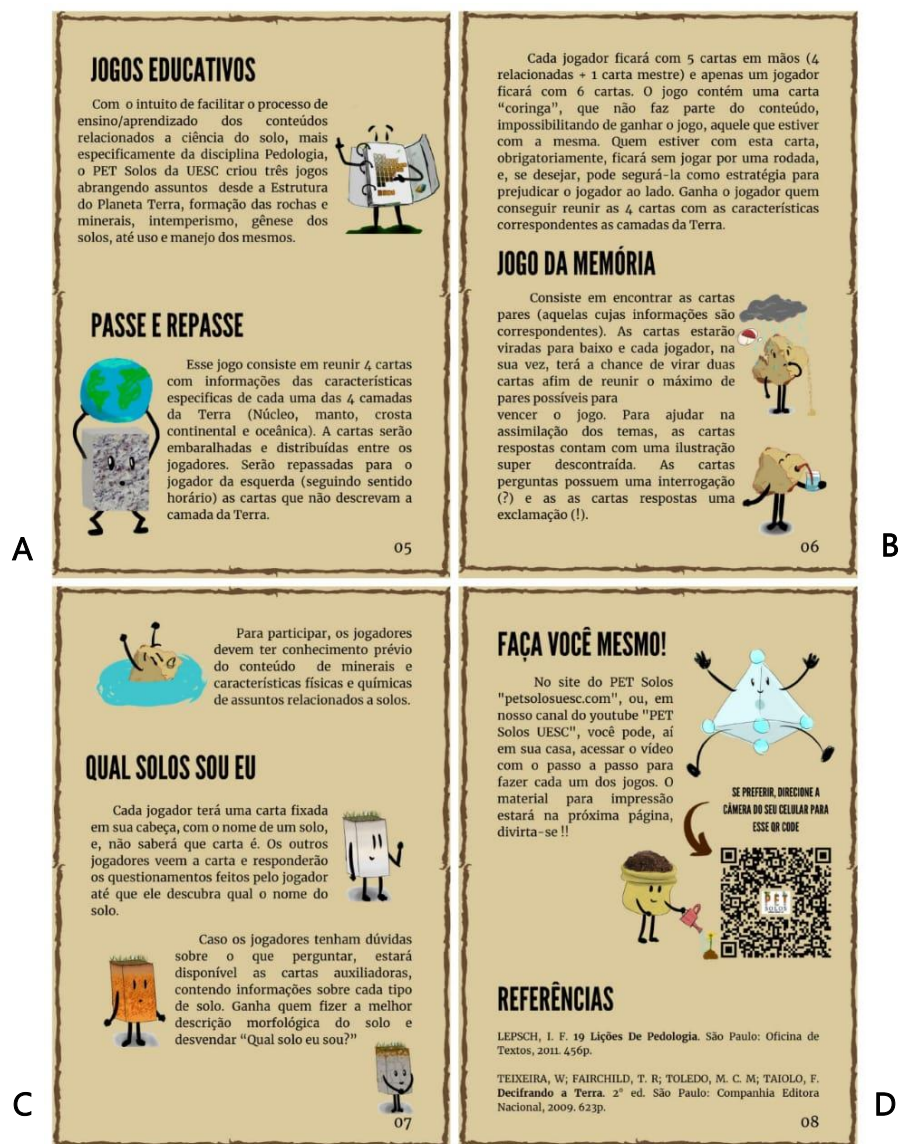 JOGOS EDUCATIVOS
Com o intuito de facilitar o processo de
ensino/aprendizado dos conteúdos
relacionados a ciência do solo, mais
especificamente da disciplina Pedologia,
o PET Solos da UESC criou três jogos
abrangendo assuntos desde a Estrutura
do Planeta Terra, formação das rochas e
minerais, intemperismo, gênese dos
solos, até uso e manejo dos mesmos.
PASSE E REPASSE
Esse jogo consiste em reunir 4 cartas
com informações das características
especificas de cada uma das 4 camadas
da Terra (Núcleo, manto, crosta
continental e oceânica). A cartas serão
embaralhadas e distribuídas entre os
jogadores. Serão repassadas para o
jogador da esquerda (seguindo sentido
horário) as cartas que não descrevam a
camada da Terra.
05
A
Cada jogador ficará com 5 cartas em mãos (4
relacionadas + 1 carta mestre) e apenas um jogador
ficará com 6 cartas. O jogo contém uma carta
"coringa", que não faz parte do conteúdo,
impossibilitando de ganhar o jogo, aquele que estiver
com a mesma. Quem estiver com esta carta,
obrigatoriamente, ficará sem jogar por uma rodada,
e, se desejar, pode segurá-la como estratégia para
prejudicar o jogador ao lado. Ganha o jogador quem
conseguir reunir as 4 cartas com as características
correspondentes as camadas da Terra.
JOGO DA MEMÓRIA
Consiste em encontrar as cartas
pares (aquelas cujas informações são
correspondentes). As cartas estarão
viradas para baixo e cada jogador, na
sua vez, terá a chance de virar duas
cartas afim de reunir o máximo de
pares possíveis para
vencer o jogo. Para ajudar na
assimilação dos temas, as cartas
respostas contam com uma ilustração
super descontraída. As cartas
perguntas possuem uma interrogação
(?) e as as cartas respostas uma
exclamação (!).
06
B
Para participar, os jogadores
devem ter conhecimento prévio
do conteúdo de minerais e
características físicas e químicas
de assuntos relacionados a solos.
QUAL SOLOS SOU EU
Cada jogador terá uma carta fixada
em sua cabeça, com o nome de um solo,
e, não saberá que carta é. Os outros
jogadores veem a carta e responderão
os questionamentos feitos pelo jogador
até que ele descubra qual o nome do
solo.
Caso os jogadores tenham dúvidas
sobre o que perguntar, estará
disponível as cartas auxiliadoras,
contendo informações sobre cada tipo
de solo. Ganha quem fizer a melhor
descrição morfológica do solo e
desvendar "Qual solo eu sou?"
07
C
FAÇA VOCÊ MESMO!
No site do PET Solos
"petsolosuesc.com", ou, em
nosso canal do youtube "PET
Solos UESC", você pode, aí
em sua casa, acessar o vídeo
com o passo a passo para
fazer cada um dos jogos. O
material para impressão
estará na próxima página,
divirta-se !!
SE PREFERIR, DIRECIONE A
CÂMERA DO SEU CELULAR PARA
ESSE QR CODE
PET
SOLOS
REFERÊNCIAS
LEPSCH, I. F. 19 Lições De Pedologia. São Paulo: Oficina de
Textos, 2011. 456p.
TEIXEIRA, W; FAIRCHILD, T. R; TOLEDO, M. C. M; TAIOLO, F.
Decifrando a Terra. 2° ed. São Paulo: Companhia Editora
Nacional, 2009. 623p.
08
D